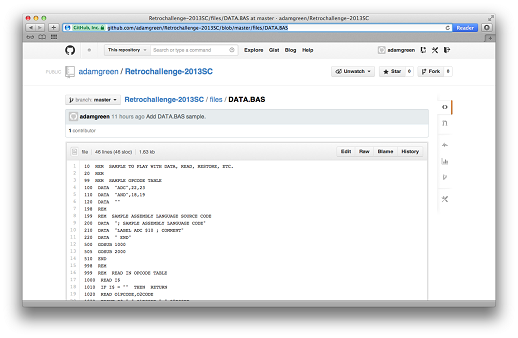 Retrochallenge-2013SC/files/DATA.BAS at master · adamgreen/Retrochallenge-2013SC
GitHub, Inc. github.com/adamgreen/Retrochallenge-2013SC/blob/master/files/DATA.BAS Reader
This repository Search or type a command Explore Gist Blog Help adamgreen
PUBLIC adamgreen / Retrochallenge-2013SC Unwatch Star 0 Fork 0
branch: master Retrochallenge-2013SC / files / DATA.BAS
adamgreen 11 hours ago Add DATA.BAS sample.
1 contributor
file 46 lines (46 sloc) 1.63 kb Edit Raw Blame History
1 10 REM SAMPLE TO PLAY WITH DATA, READ, RESTORE, ETC.
2 20 REM
3 99 REM SAMPLE OPCODE TABLE
4 100 DATA "ADC",22,23
5 110 DATA "AND",16,19
6 120 DATA ""
7 198 REM
8 199 REM SAMPLE ASSEMBLY LANGUAGE SOURCE CODE
9 200 DATA "; SAMPLE ASSEMBLY LANGUAGE CODE"
10 210 DATA "LABEL ADC $10 ; COMMENT"
11 220 DATA " END"
12 500 GOSUB 1000
13 505 GOSUB 2000
14 510 END
15 998 REM
16 999 REM READ IN OPCODE TABLE
17 1000 READ I$
18 1010 IF I$ = "" THEN RETURN
19 1020 READ O1PCODE,O2CODE